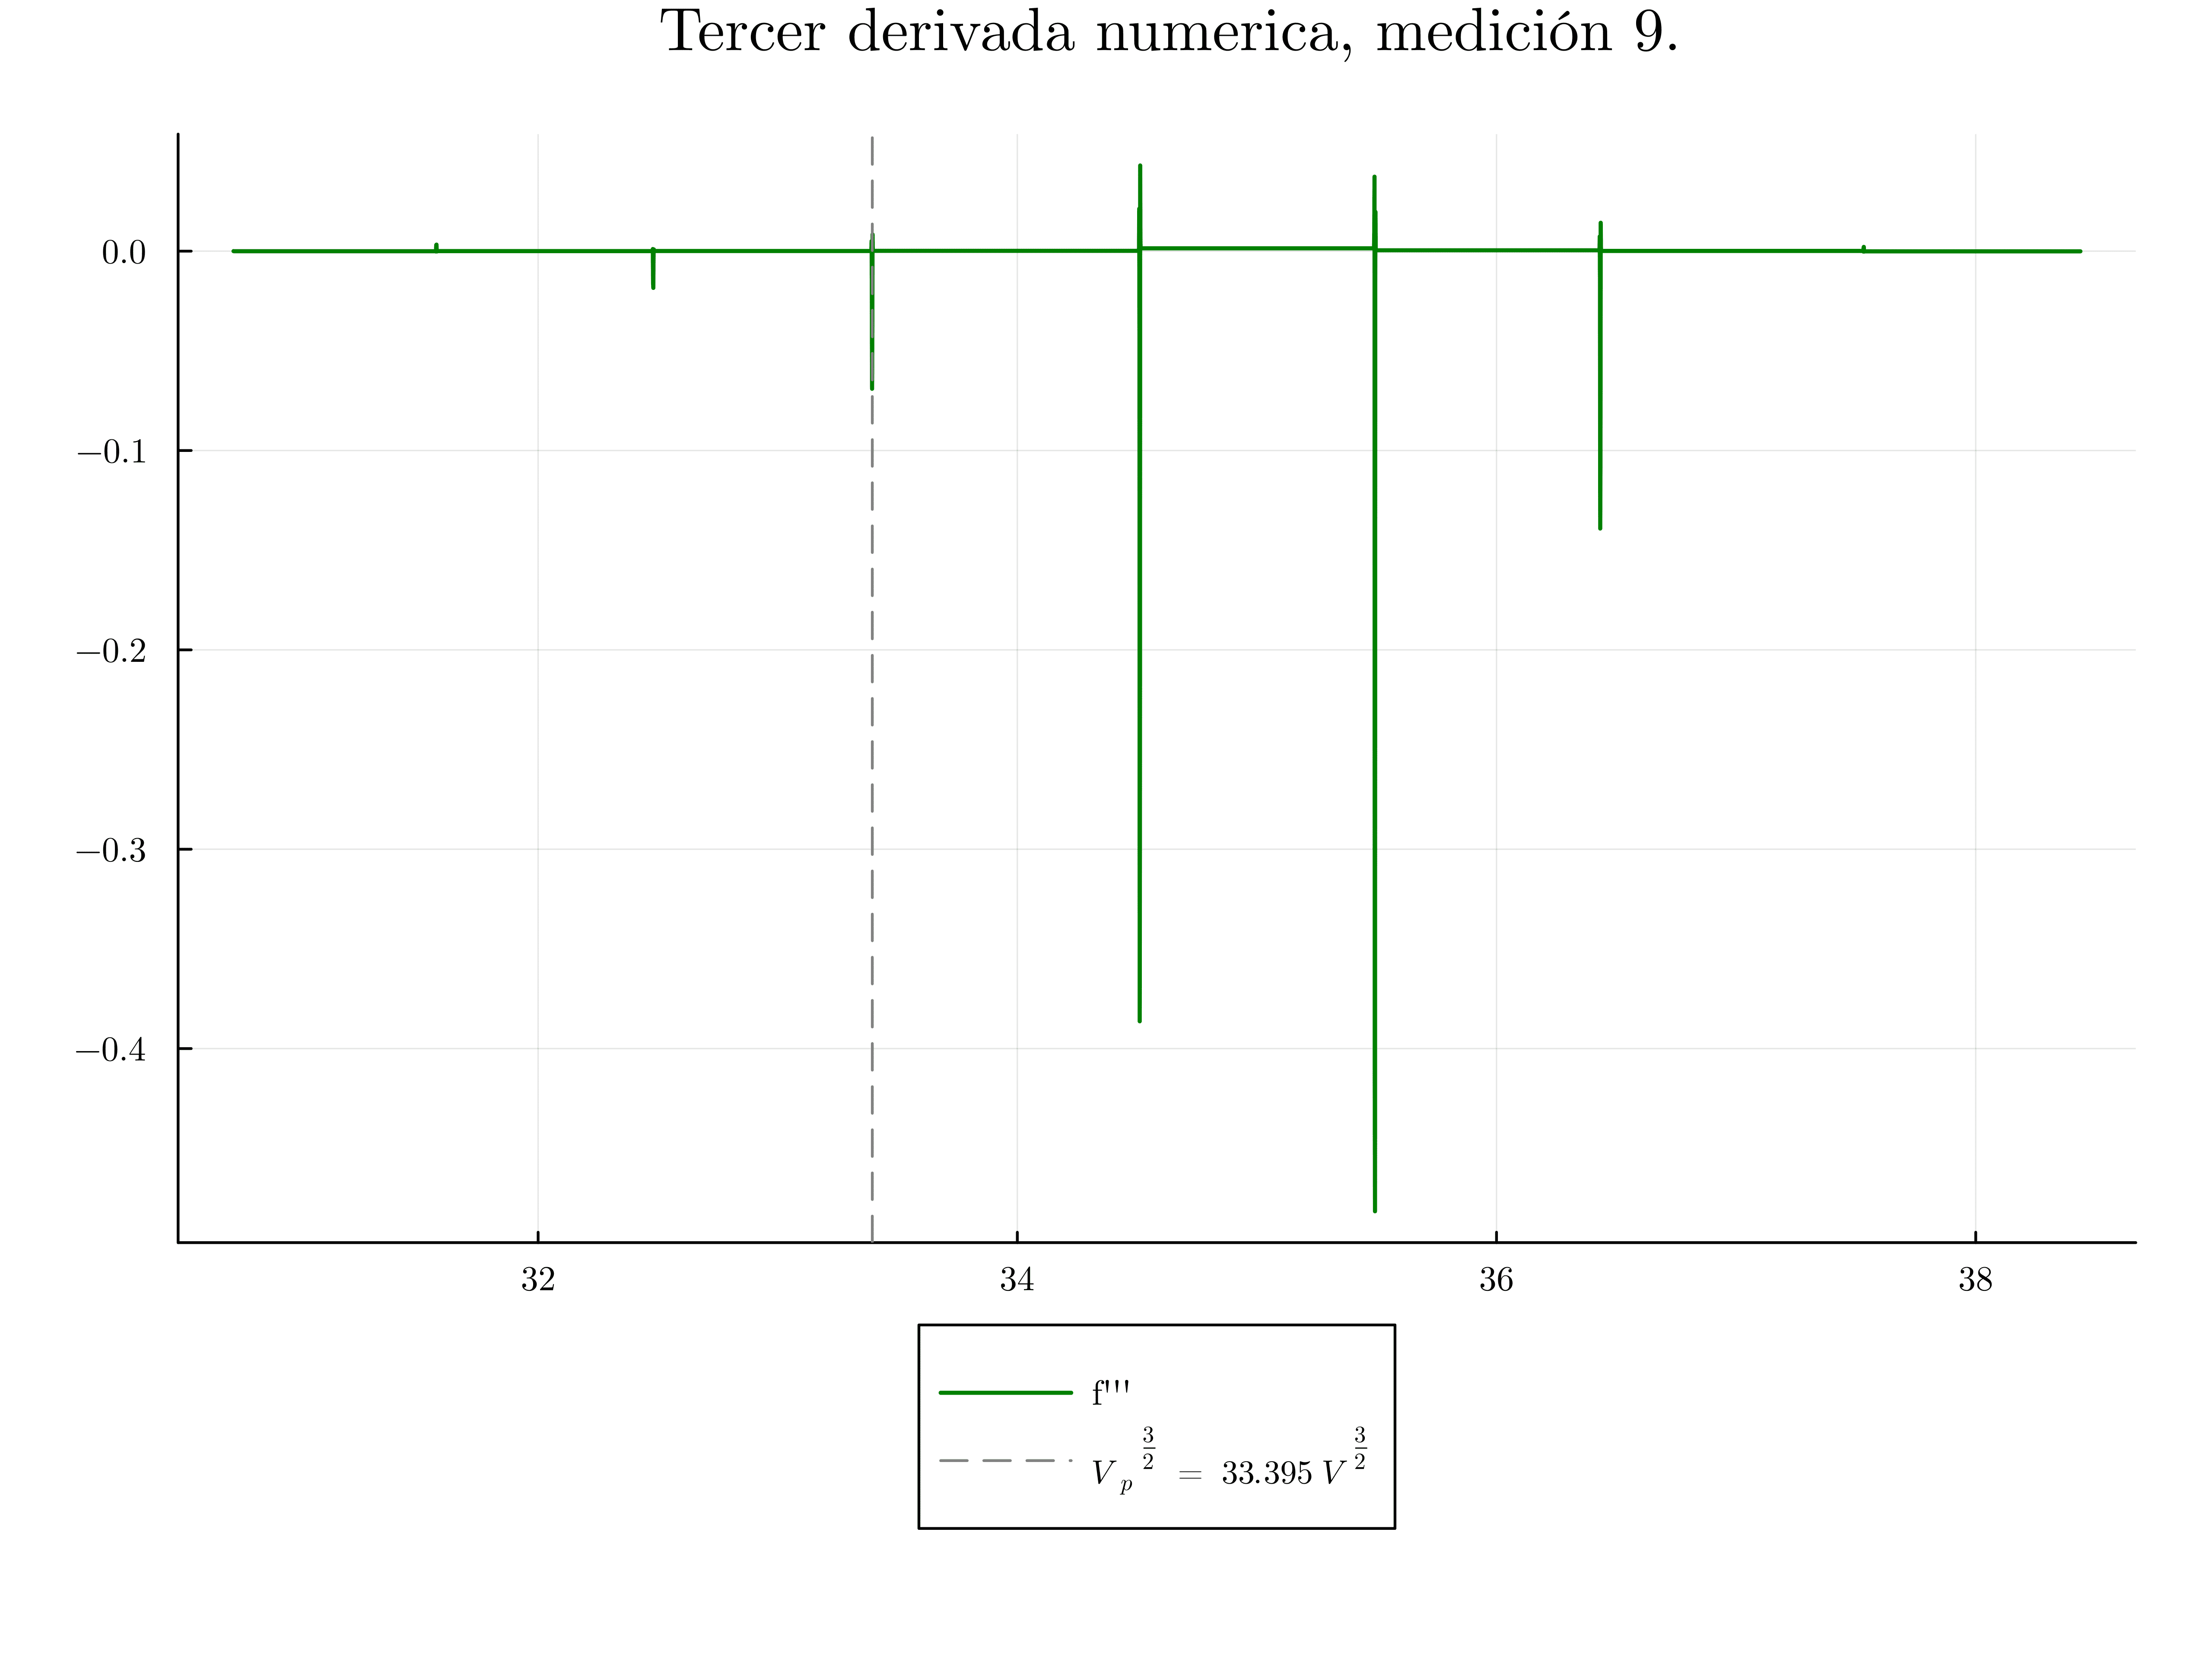 Tercer derivada numerica, medición 9.
0.0
−0.1
−0.2
−0.3
−0.4
32 34 36 38
f'''
V_p^{3/2} = 33.395 V^{3/2}